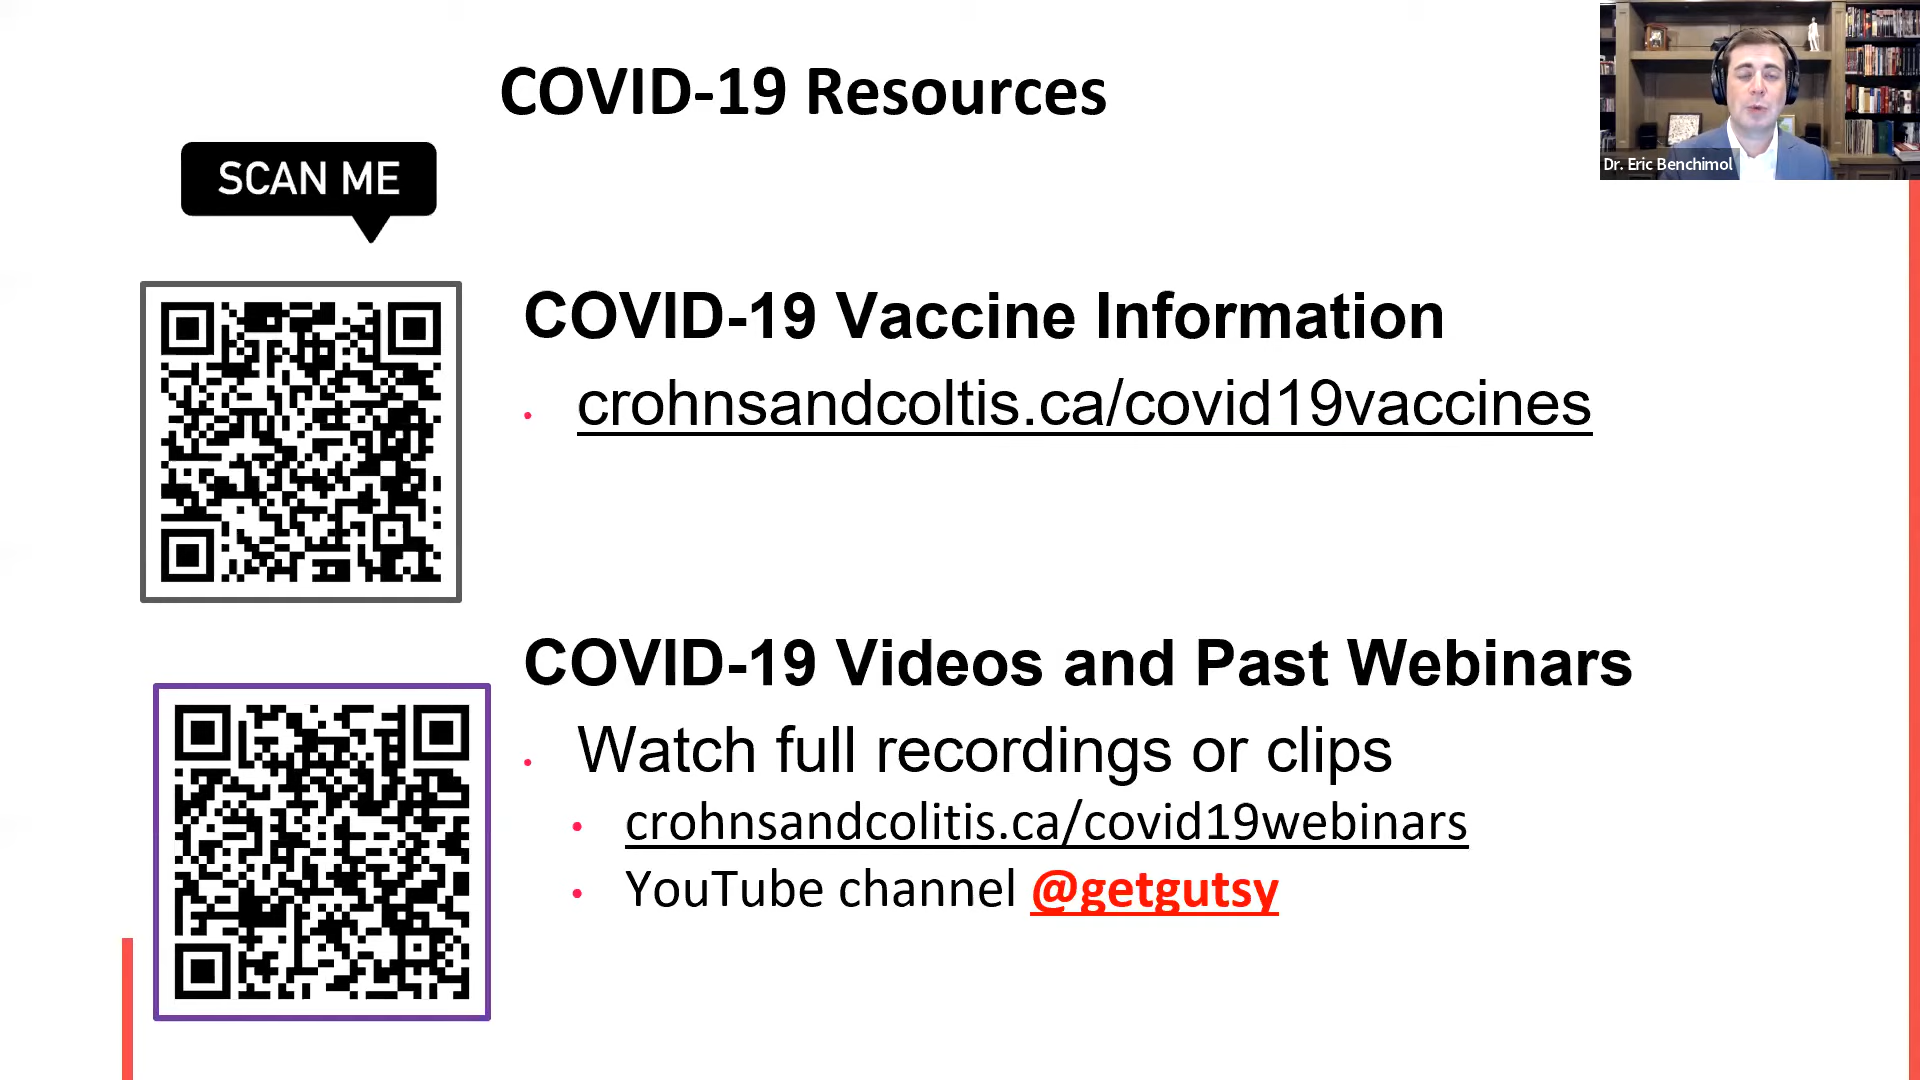 COVID-19 Resources
Dr. Eric Benchimol
SCAN ME
COVID-19 Vaccine Information
• crohnsandcoltis.ca/covid19vaccines
COVID-19 Videos and Past Webinars
• Watch full recordings or clips
• crohnsandcolitis.ca/covid19webinars
• YouTube channel @getgutsy